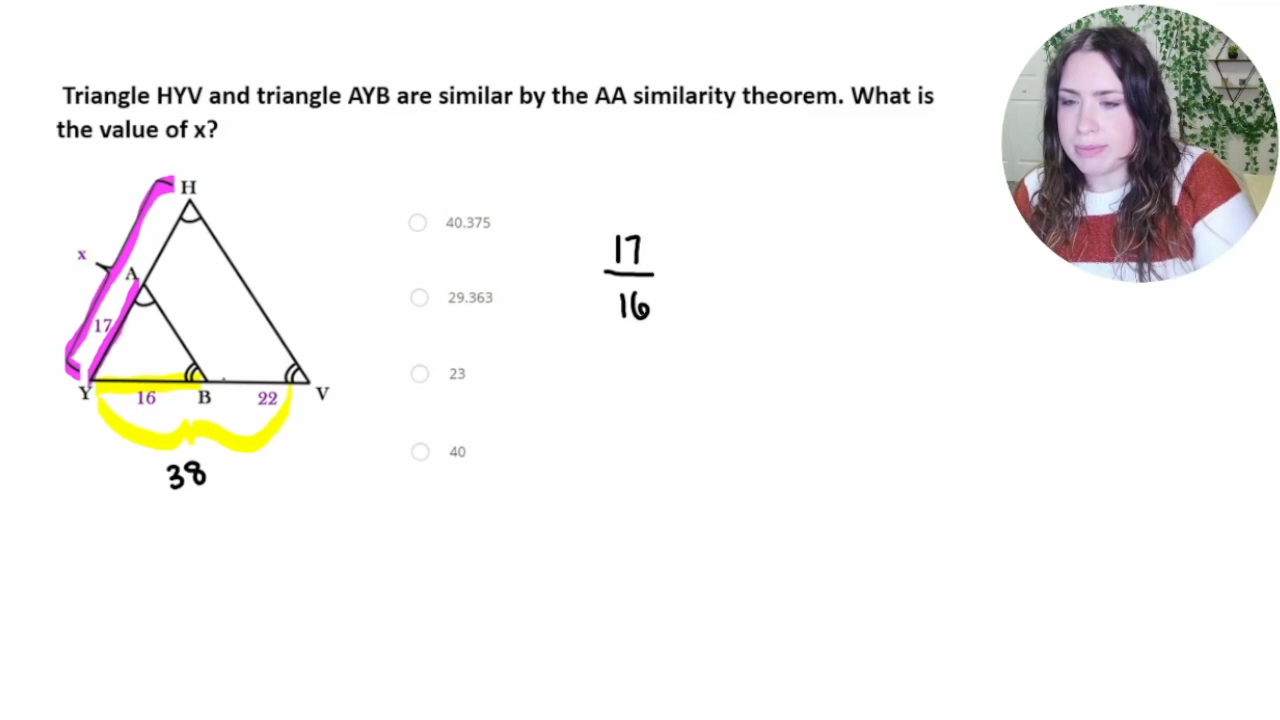 Triangle HYV and triangle AYB are similar by the AA similarity theorem. What is
the value of x?
H
x
A
17
Y
16
B
22
V
38
40.375
29.363
23
40
17
16